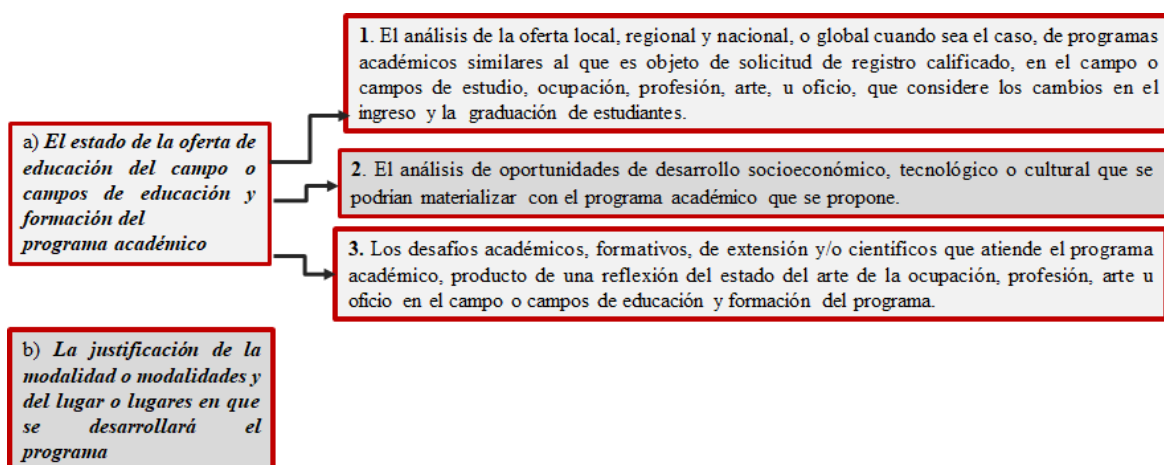 a) El estado de la oferta de
educación del campo o
campos de educación y
formación del
programa académico
1. El análisis de la oferta local, regional y nacional, o global cuando sea el caso, de programas
académicos similares al que es objeto de solicitud de registro calificado, en el campo o
campos de estudio, ocupación, profesión, arte, u oficio, que considere los cambios en el
ingreso y la graduación de estudiantes.
2. El análisis de oportunidades de desarrollo socioeconómico, tecnológico o cultural que se
podrían materializar con el programa académico que se propone.
3. Los desafíos académicos, formativos, de extensión y/o científicos que atiende el programa
académico, producto de una reflexión del estado del arte de la ocupación, profesión, arte u
oficio en el campo o campos de educación y formación del programa.
b) La justificación de la
modalidad o modalidades y
del lugar o lugares en que
se desarrollará el
programa